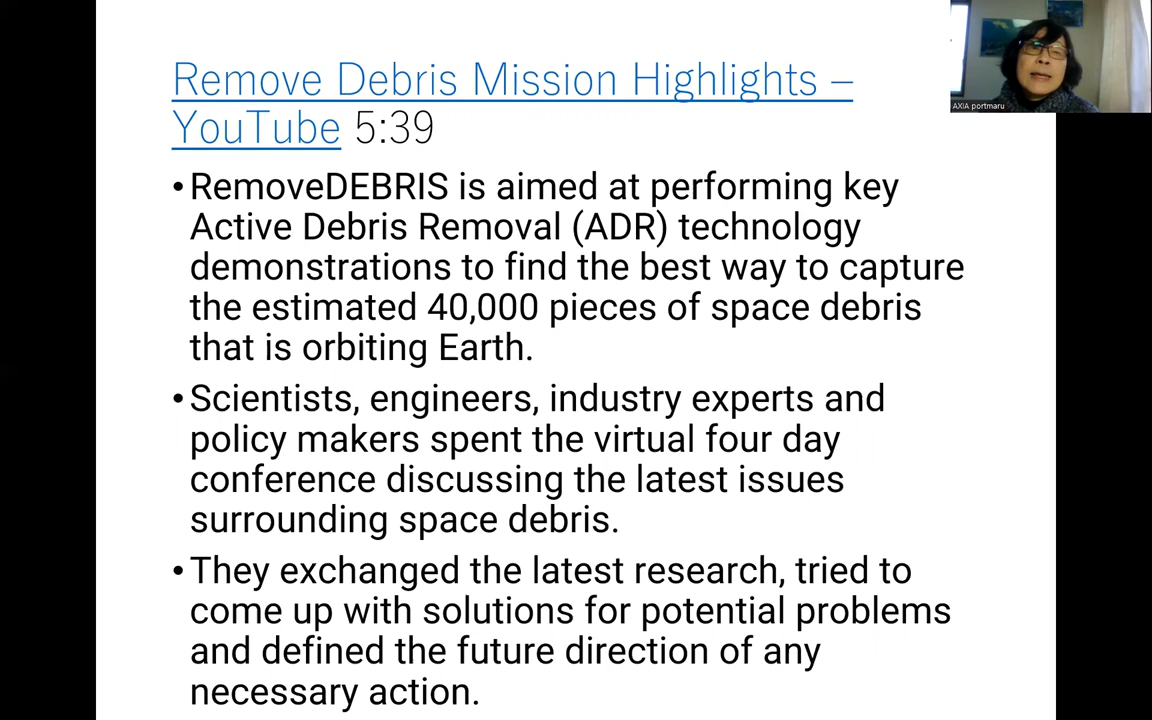 Remove Debris Mission Highlights –
YouTube 5:39
•RemoveDEBRIS is aimed at performing key
Active Debris Removal (ADR) technology
demonstrations to find the best way to capture
the estimated 40,000 pieces of space debris
that is orbiting Earth.
•Scientists, engineers, industry experts and
policy makers spent the virtual four day
conference discussing the latest issues
surrounding space debris.
•They exchanged the latest research, tried to
come up with solutions for potential problems
and defined the future direction of any
necessary action.
AXIA portmaru